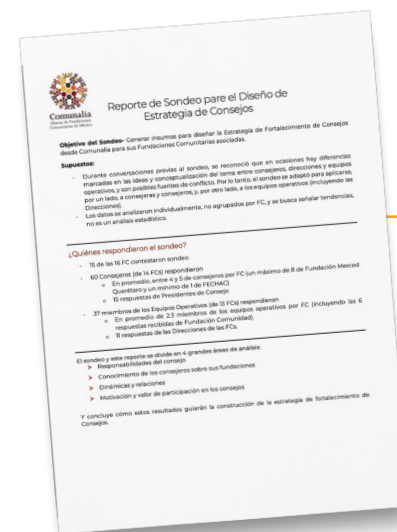 Comunalia
Alianza de Fundaciones
Comunitarias de México
Reporte de Sondeo pare el Diseño de
Estrategia de Consejos
Objetivo del Sondeo- Generar insumos para diseñar la Estrategia de Fortalecimiento de Consejos
desde Comunalia para sus Fundaciones Comunitarias asociadas.
Supuestos:
- Durante conversaciones previas al sondeo, se reconoció que en ocasiones hay diferencias
marcadas en las ideas y conceptualización del tema entre consejeros, direcciones y equipos
operativos, y son posibles fuentes de conflicto. Por lo tanto, el sondeo se adaptó para aplicarse,
por un lado, a consejeras y consejeros, y, por otro lado, a los equipos operativos (incluyendo las
Direcciones).
- Los datos se analizaron individualmente, no agrupados por FC, y se busca señalar tendencias,
no es un análisis estadístico.
¿Quiénes respondieron el sondeo?
- 15 de las 16 FC contestaron sondeo.
- 60 Consejeros (de 14 FCs) respondieron
o En promedio, entre 4 y 5 de consejeros por FC (un máximo de 8 de Fundación Merced
Querétaro y un mínimo de 1 de FECHAC)
o 15 respuestas de Presidentes de Consejo
- 37 miembros de los Equipos Operativos (de 13 FCs) respondieron
o En promedio de 2.5 miembros de los equipos operativos por FC (incluyendo las 6
respuestas recibidas de Fundación Comunidad).
o 11 respuestas de las Direcciones de las FCs.
El sondeo y este reporte se divide en 4 grandes áreas de análisis:
➤ Responsabilidades del consejo
➤ Conocimiento de los consejeros sobre sus fundaciones
➤ Dinámicas y relaciones
➤ Motivación y valor de participación en los consejos
Y concluye cómo estos resultados guiarán la construcción de la estrategia de fortalecimiento de
Consejos.